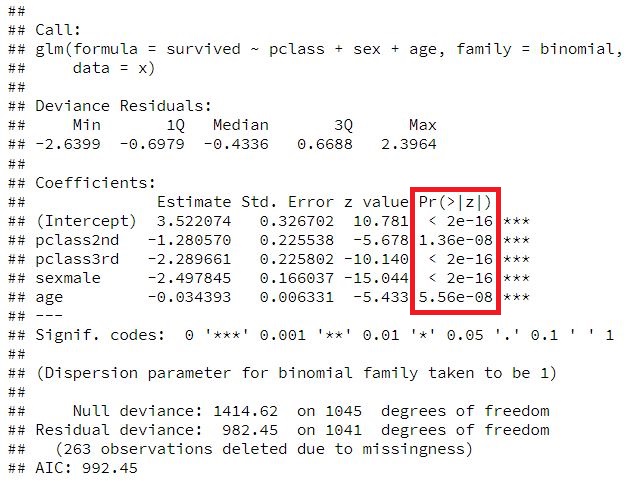 ##
## Call:
## glm(formula = survived ~ pclass + sex + age, family = binomial,
##     data = x)
##
## Deviance Residuals:
##     Min       1Q   Median       3Q      Max
## -2.6399  -0.6979  -0.4336   0.6688   2.3964
##
## Coefficients:
##              Estimate Std. Error z value Pr(>|z|)
## (Intercept)  3.522074   0.326702  10.781  < 2e-16 ***
## pclass2nd   -1.280570   0.225538  -5.678 1.36e-08 ***
## pclass3rd   -2.289661   0.225802 -10.140  < 2e-16 ***
## sexmale     -2.497845   0.166037 -15.044  < 2e-16 ***
## age         -0.034393   0.006331  -5.433 5.56e-08 ***
## ---
## Signif. codes:  0 '***' 0.001 '**' 0.01 '*' 0.05 '.' 0.1 ' ' 1
##
## (Dispersion parameter for binomial family taken to be 1)
##
##     Null deviance: 1414.62  on 1045  degrees of freedom
## Residual deviance:  982.45  on 1041  degrees of freedom
##   (263 observations deleted due to missingness)
## AIC: 992.45